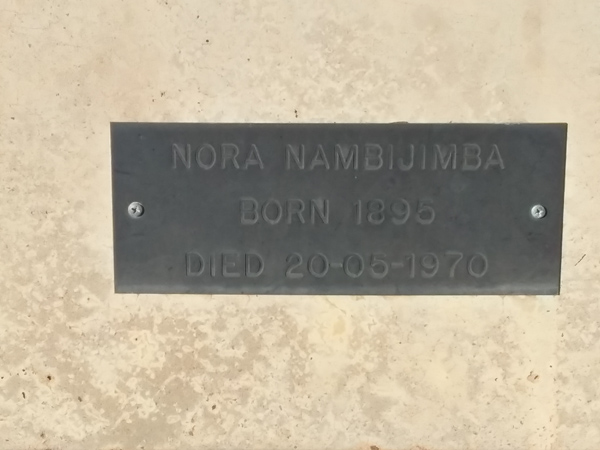 NORA NAMBIJIMBA
BORN 1895
DIED 20-05-1970